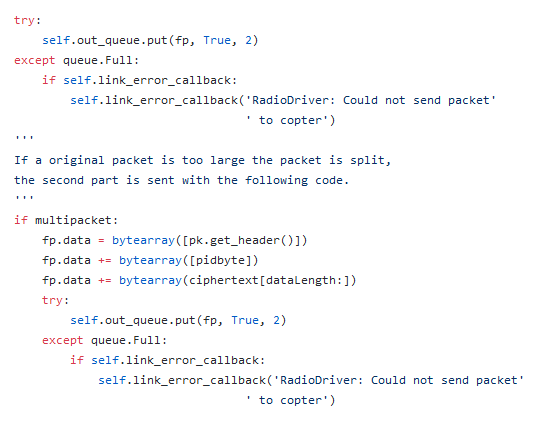 try:
    self.out_queue.put(fp, True, 2)
except queue.Full:
    if self.link_error_callback:
        self.link_error_callback('RadioDriver: Could not send packet'
                                 ' to copter')
'''
If a original packet is too large the packet is split,
the second part is sent with the following code.
'''
if multipacket:
    fp.data = bytearray([pk.get_header()])
    fp.data += bytearray([pidbyte])
    fp.data += bytearray(ciphertext[dataLength:])
    try:
        self.out_queue.put(fp, True, 2)
    except queue.Full:
        if self.link_error_callback:
            self.link_error_callback('RadioDriver: Could not send packet'
                                 ' to copter')